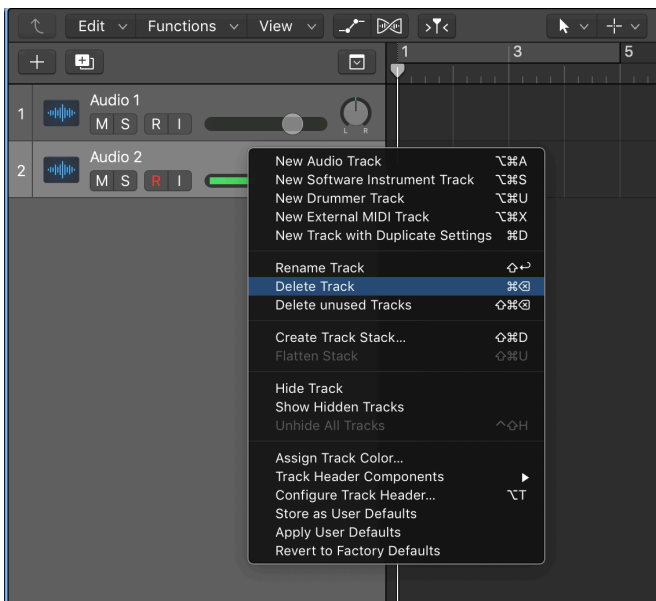 Edit Functions View
1 3 5
1 Audio 1
M S R I
L R
2 Audio 2
M S R I
New Audio Track ⌥⌘A
New Software Instrument Track ⌥⌘S
New Drummer Track ⌥⌘U
New External MIDI Track ⌥⌘X
New Track with Duplicate Settings ⌘D
Rename Track ⇧↩
Delete Track ⌘⌫
Delete unused Tracks ⇧⌘⌫
Create Track Stack... ⇧⌘D
Flatten Stack ⇧⌘U
Hide Track
Show Hidden Tracks
Unhide All Tracks ^⇧H
Assign Track Color...
Track Header Components ▶
Configure Track Header... ⌥T
Store as User Defaults
Apply User Defaults
Revert to Factory Defaults